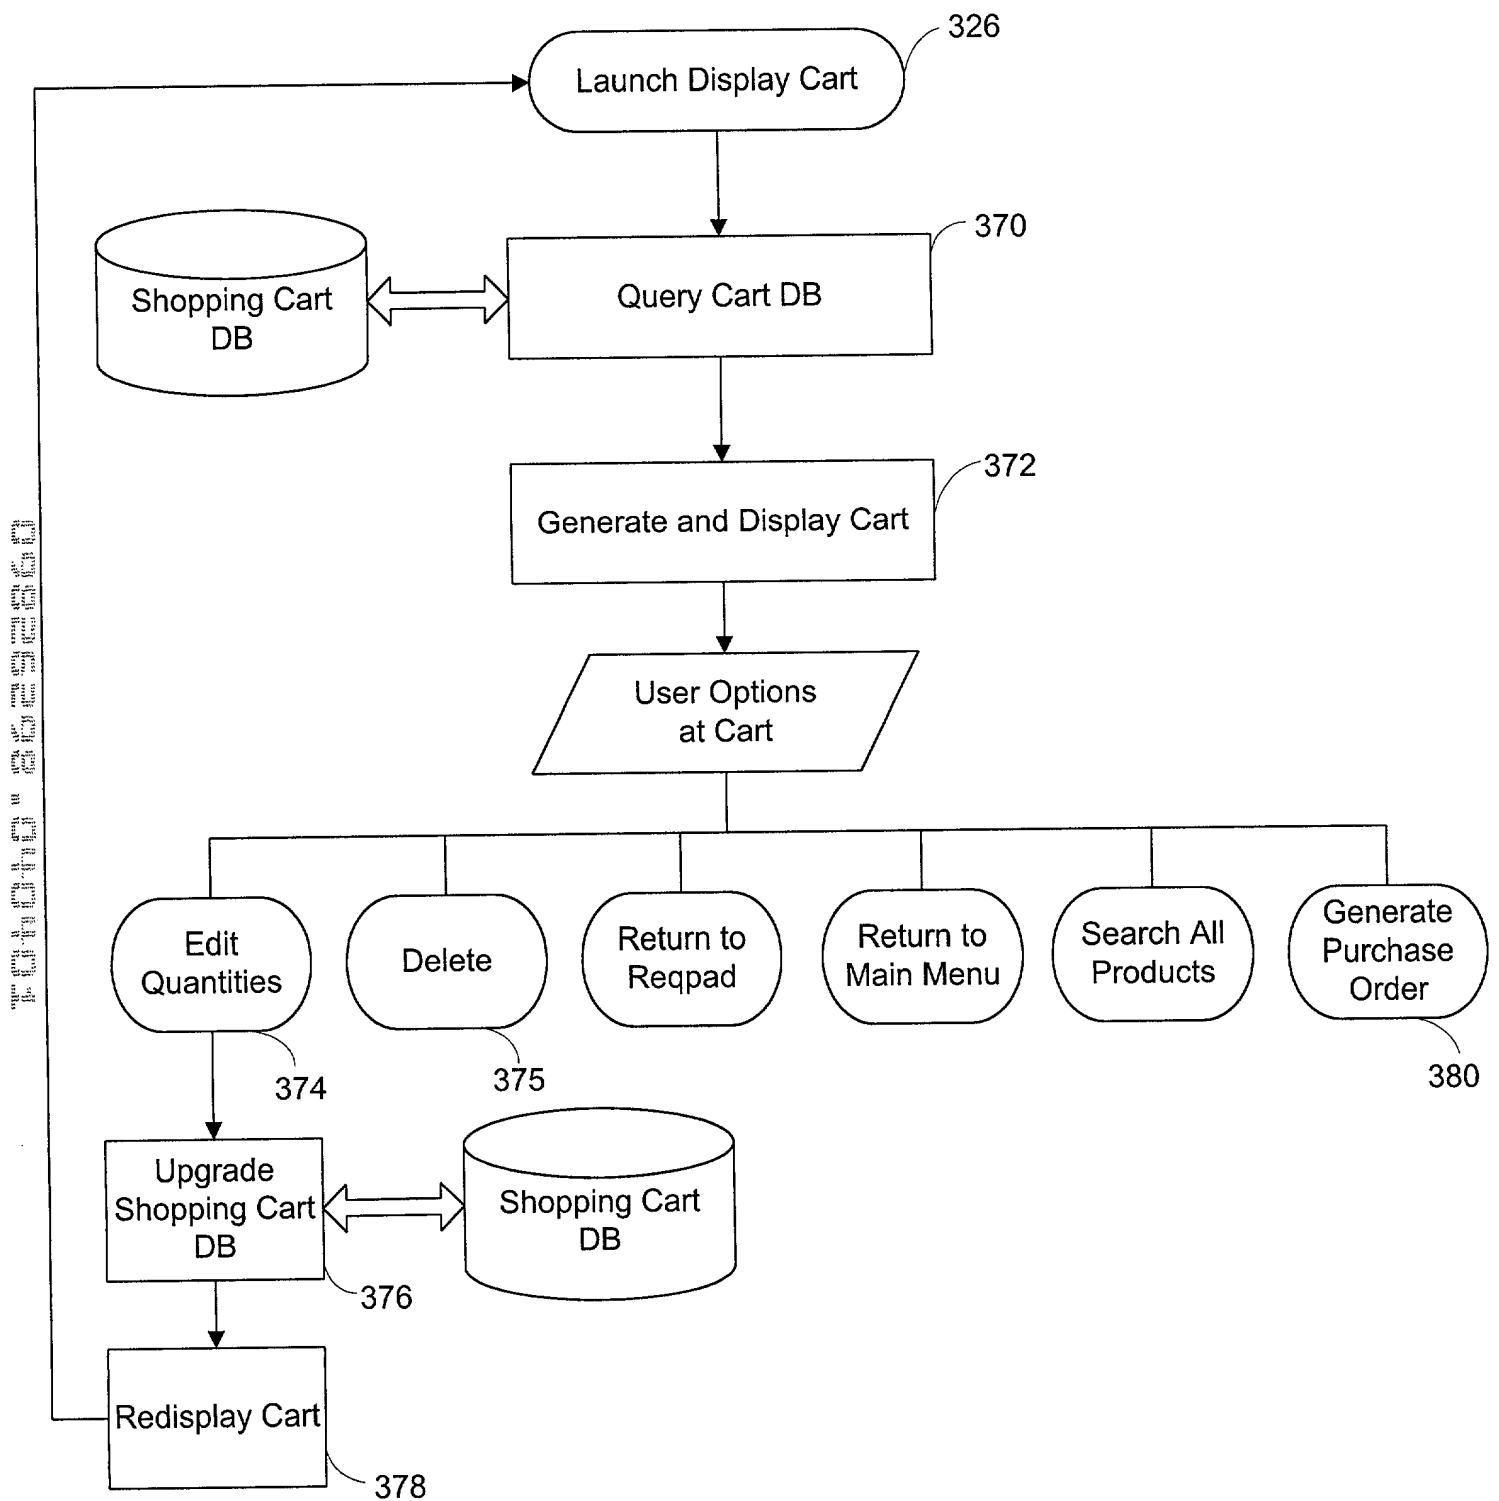 326
Launch Display Cart
370
Shopping Cart
DB
Query Cart DB
372
Generate and Display Cart
User Options
at Cart
Edit
Quantities
Delete
Return to
Reqpad
Return to
Main Menu
Search All
Products
Generate
Purchase
Order
374
375
380
Upgrade
Shopping Cart
DB
Shopping Cart
DB
376
Redisplay Cart
378
09825290.040401